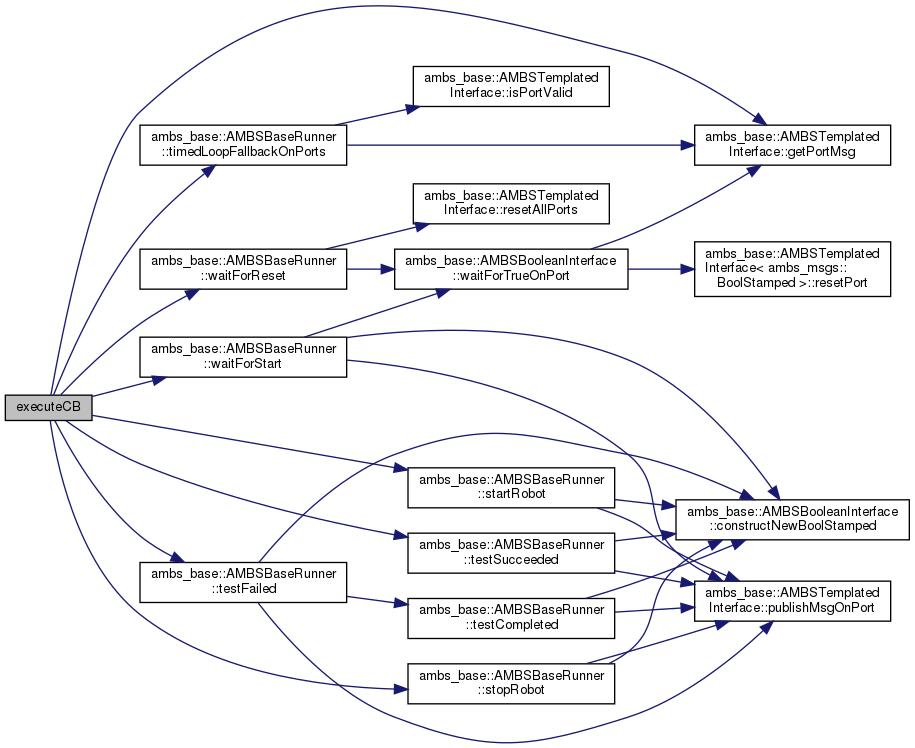 executeCB
ambs_base::AMBSBaseRunner
::timedLoopFallbackOnPorts
ambs_base::AMBSTemplated
Interface::isPortValid
ambs_base::AMBSTemplated
Interface::getPortMsg
ambs_base::AMBSBaseRunner
::waitForReset
ambs_base::AMBSTemplated
Interface::resetAllPorts
ambs_base::AMBSBooleanInterface
::waitForTrueOnPort
ambs_base::AMBSTemplated
Interface< ambs_msgs::
BoolStamped >::resetPort
ambs_base::AMBSBaseRunner
::waitForStart
ambs_base::AMBSBaseRunner
::startRobot
ambs_base::AMBSBooleanInterface
::constructNewBoolStamped
ambs_base::AMBSBaseRunner
::testSucceeded
ambs_base::AMBSBaseRunner
::testFailed
ambs_base::AMBSBaseRunner
::testCompleted
ambs_base::AMBSTemplated
Interface::publishMsgOnPort
ambs_base::AMBSBaseRunner
::stopRobot